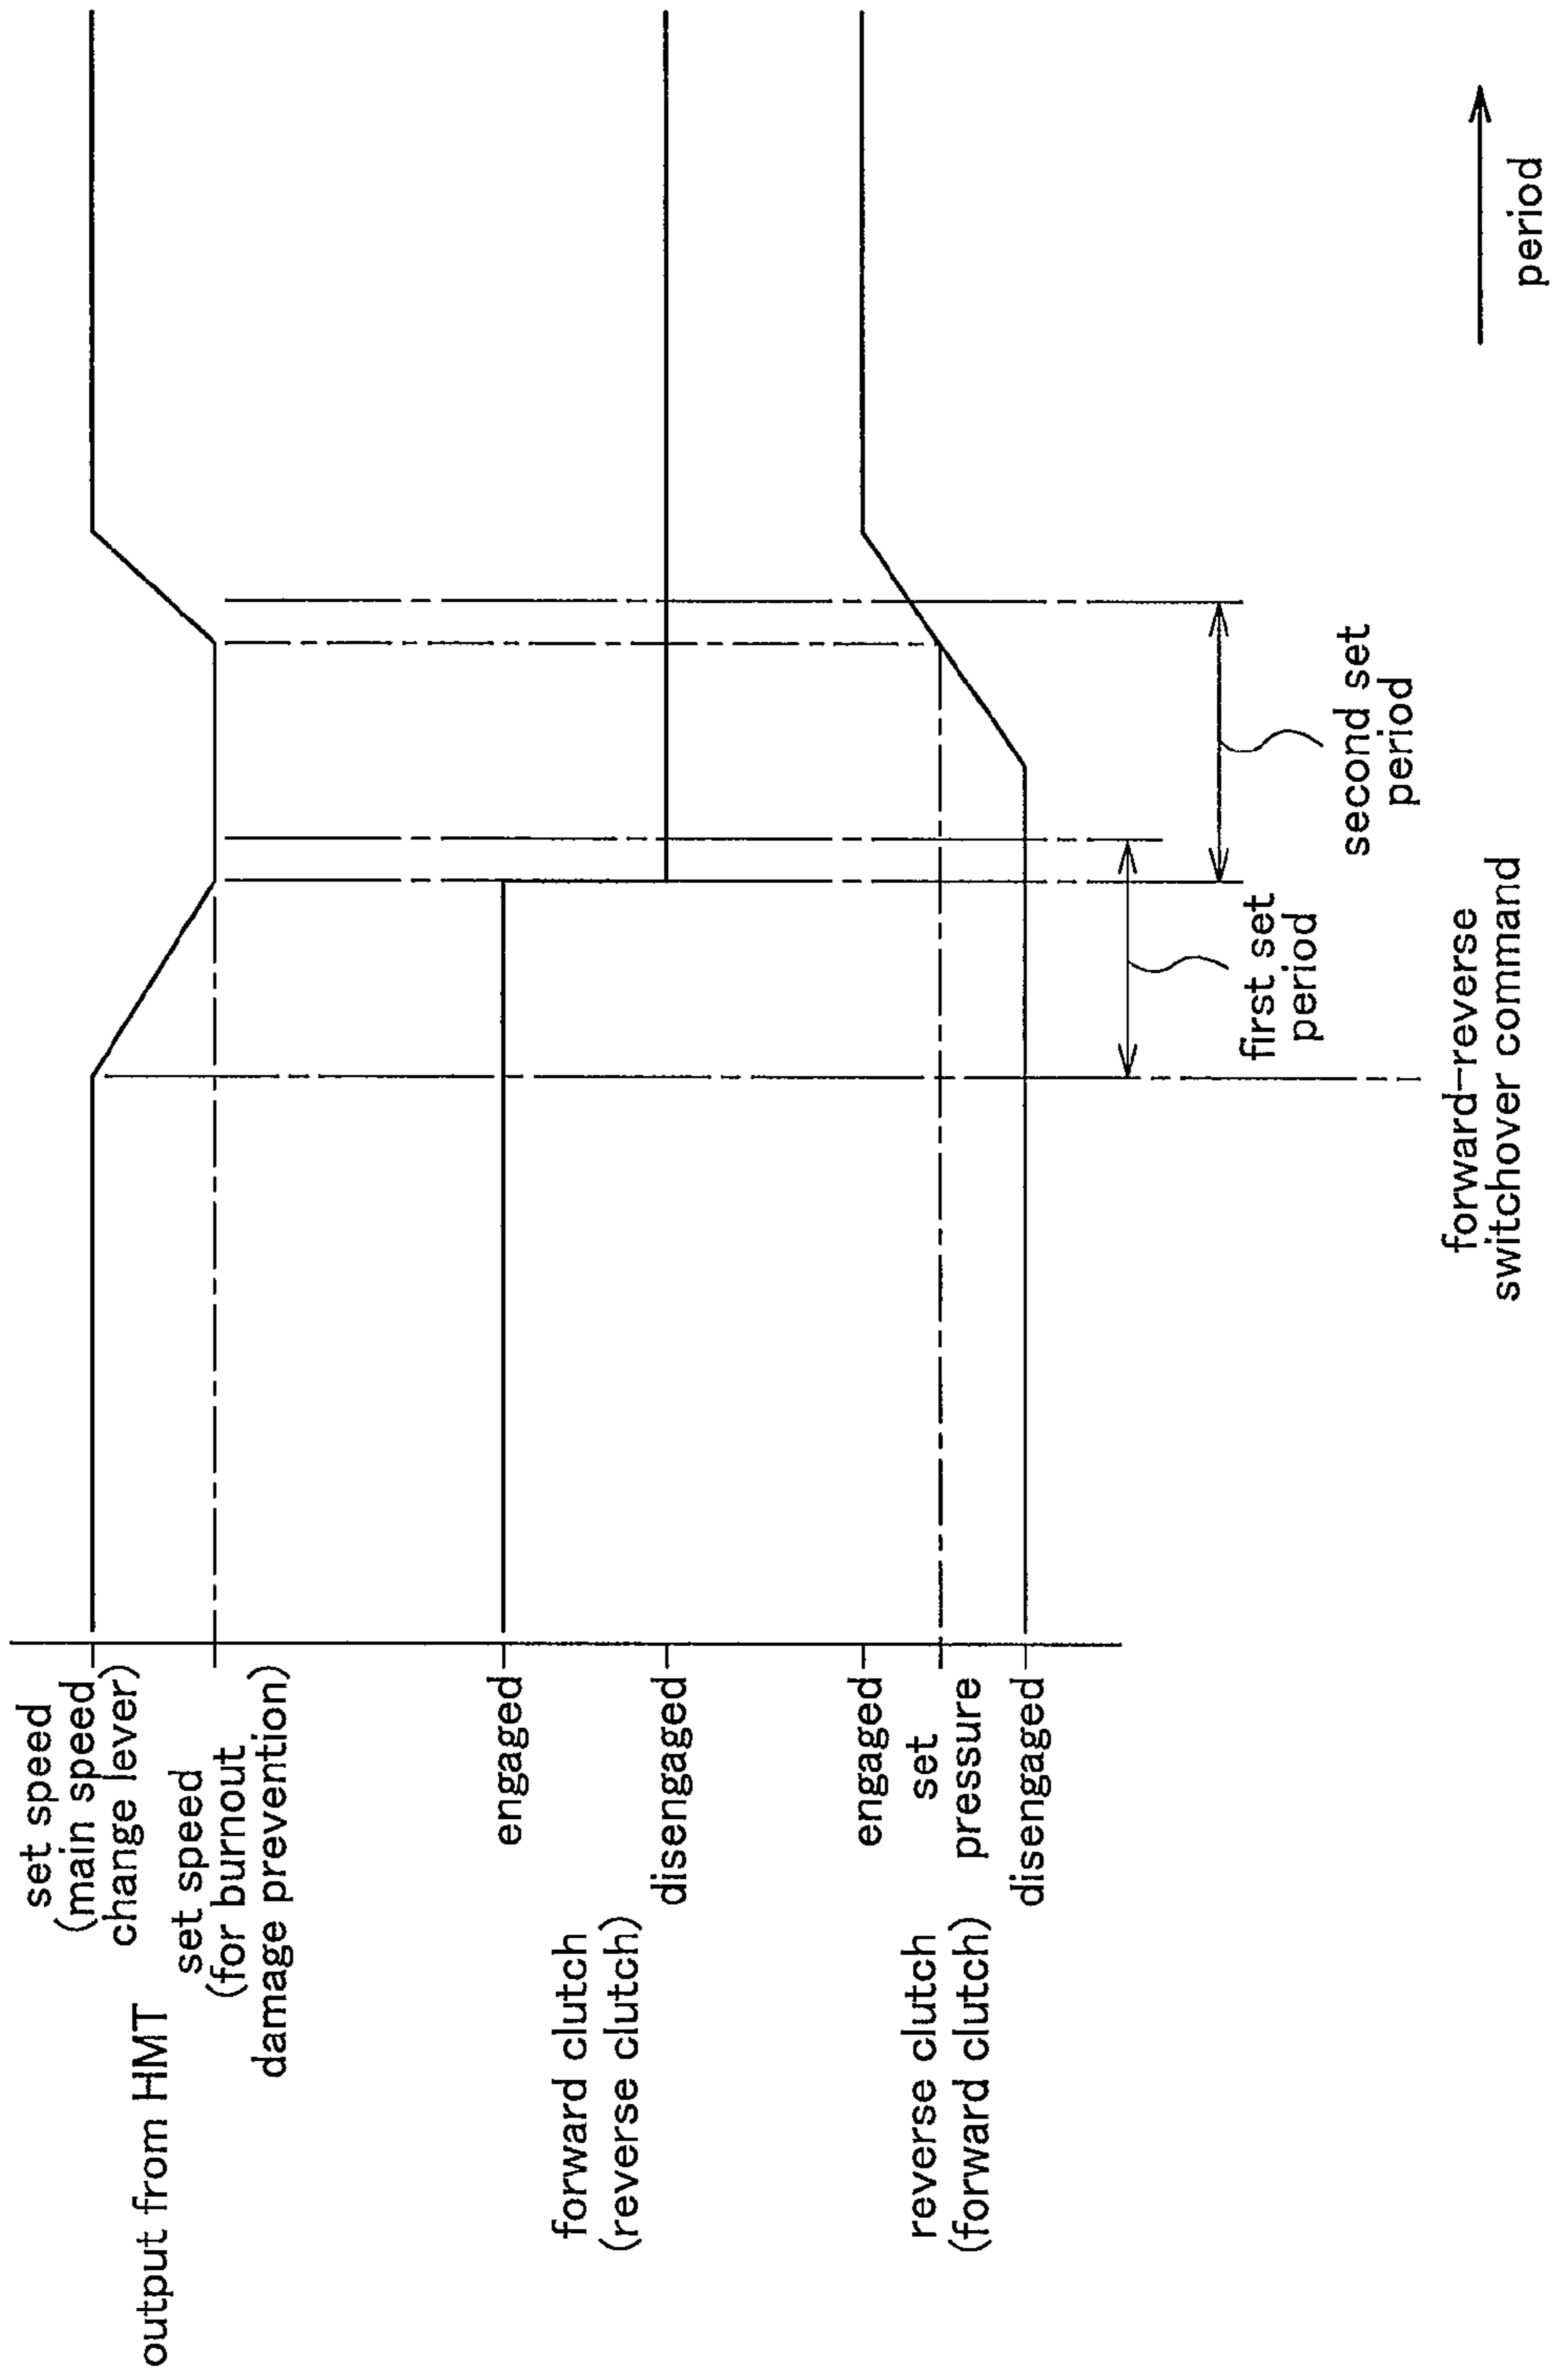 output from HMT
set speed
(main speed
change lever)
set speed
(for burnout
damage prevention)
forward clutch
(reverse clutch)
engaged
disengaged
reverse clutch
(forward clutch)
engaged
set
pressure
disengaged
first set
period
second set
period
forward-reverse
switchover command
period